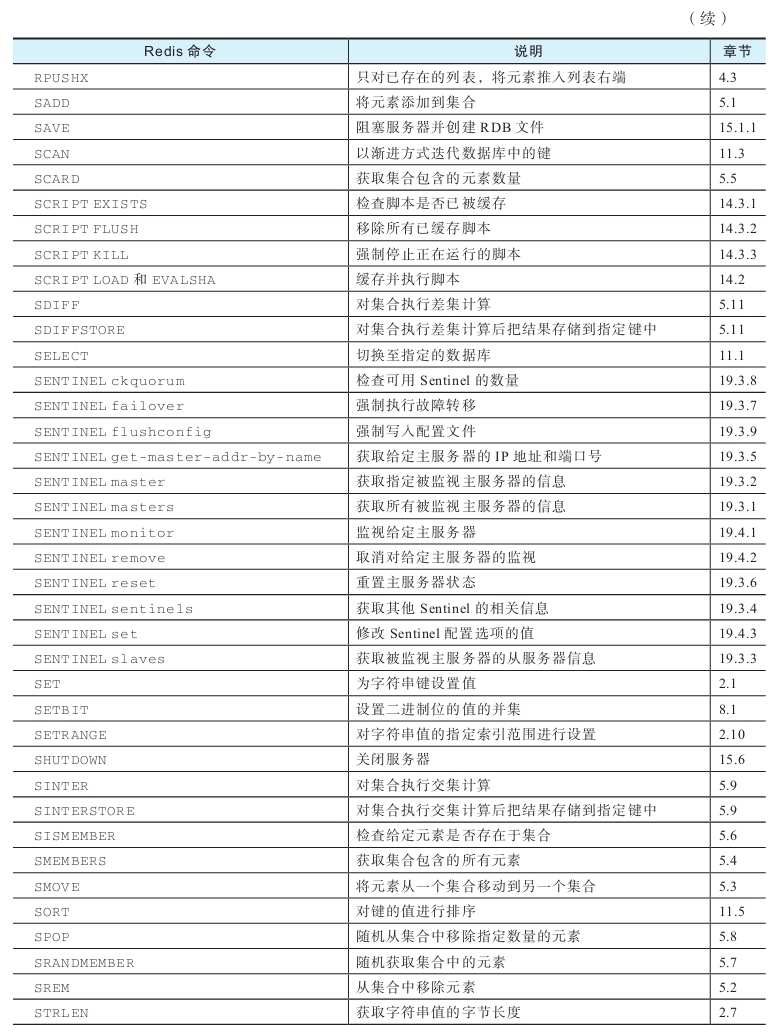 （续）
Redis 命令 说明 章节
RPUSHX 只对已存在的列表，将元素推入列表右端 4.3
SADD 将元素添加到集合 5.1
SAVE 阻塞服务器并创建 RDB 文件 15.1.1
SCAN 以渐进方式迭代数据库中的键 11.3
SCARD 获取集合包含的元素数量 5.5
SCRIPT EXISTS 检查脚本是否已被缓存 14.3.1
SCRIPT FLUSH 移除所有已缓存脚本 14.3.2
SCRIPT KILL 强制停止正在运行的脚本 14.3.3
SCRIPT LOAD 和 EVALSHA 缓存并执行脚本 14.2
SDIFF 对集合执行差集计算 5.11
SDIFFSTORE 对集合执行差集计算后把结果存储到指定键中 5.11
SELECT 切换至指定的数据库 11.1
SENTINEL ckquorum 检查可用 Sentinel 的数量 19.3.8
SENTINEL failover 强制执行故障转移 19.3.7
SENTINEL flushconfig 强制写入配置文件 19.3.9
SENTINEL get-master-addr-by-name 获取给定主服务器的 IP 地址和端口号 19.3.5
SENTINEL master 获取指定被监视主服务器的信息 19.3.2
SENTINEL masters 获取所有被监视主服务器的信息 19.3.1
SENTINEL monitor 监视给定主服务器 19.4.1
SENTINEL remove 取消对给定主服务器的监视 19.4.2
SENTINEL reset 重置主服务器状态 19.3.6
SENTINEL sentinels 获取其他 Sentinel 的相关信息 19.3.4
SENTINEL set 修改 Sentinel 配置选项的值 19.4.3
SENTINEL slaves 获取被监视主服务器的从服务器信息 19.3.3
SET 为字符串键设置值 2.1
SETBIT 设置二进制位的值的并集 8.1
SETRANGE 对字符串值的指定索引范围进行设置 2.10
SHUTDOWN 关闭服务器 15.6
SINTER 对集合执行交集计算 5.9
SINTERSTORE 对集合执行交集计算后把结果存储到指定键中 5.9
SISMEMBER 检查给定元素是否存在于集合 5.6
SMEMBERS 获取集合包含的所有元素 5.4
SMOVE 将元素从一个集合移动到另一个集合 5.3
SORT 对键的值进行排序 11.5
SPOP 随机从集合中移除指定数量的元素 5.8
SRANDMEMBER 随机获取集合中的元素 5.7
SREM 从集合中移除元素 5.2
STRLEN 获取字符串值的字节长度 2.7